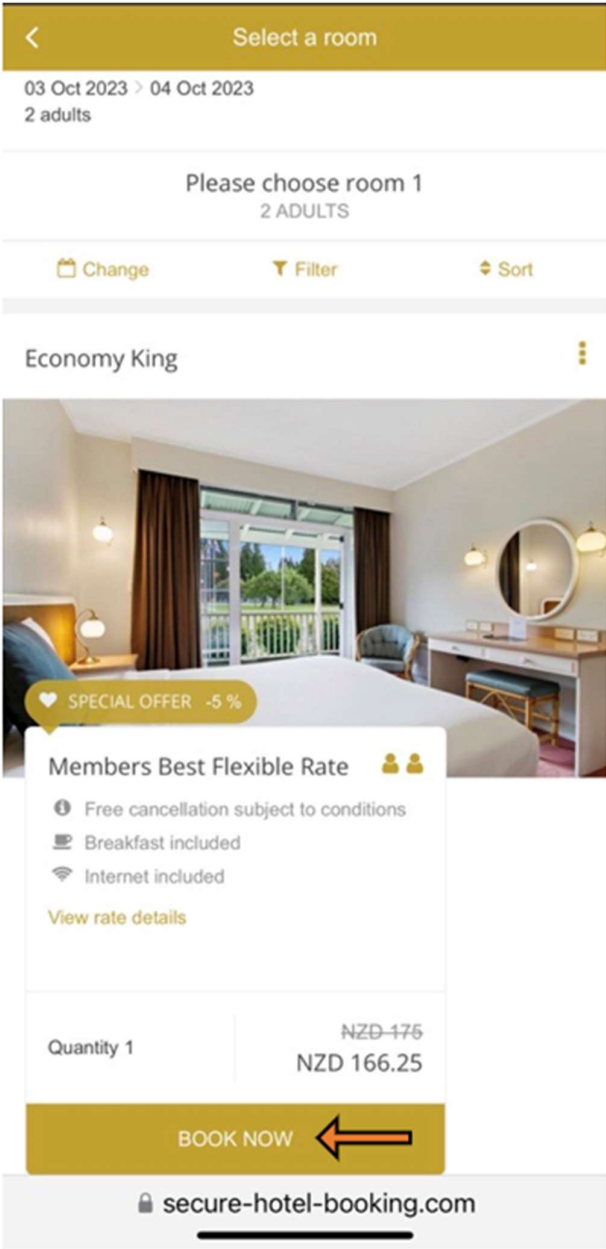 Select a room
03 Oct 2023 > 04 Oct 2023
2 adults
Please choose room 1
2 ADULTS
Change Filter Sort
Economy King
SPECIAL OFFER -5 %
Members Best Flexible Rate
Free cancellation subject to conditions
Breakfast included
Internet included
View rate details
NZD 175
Quantity 1
NZD 166.25
BOOK NOW
secure-hotel-booking.com